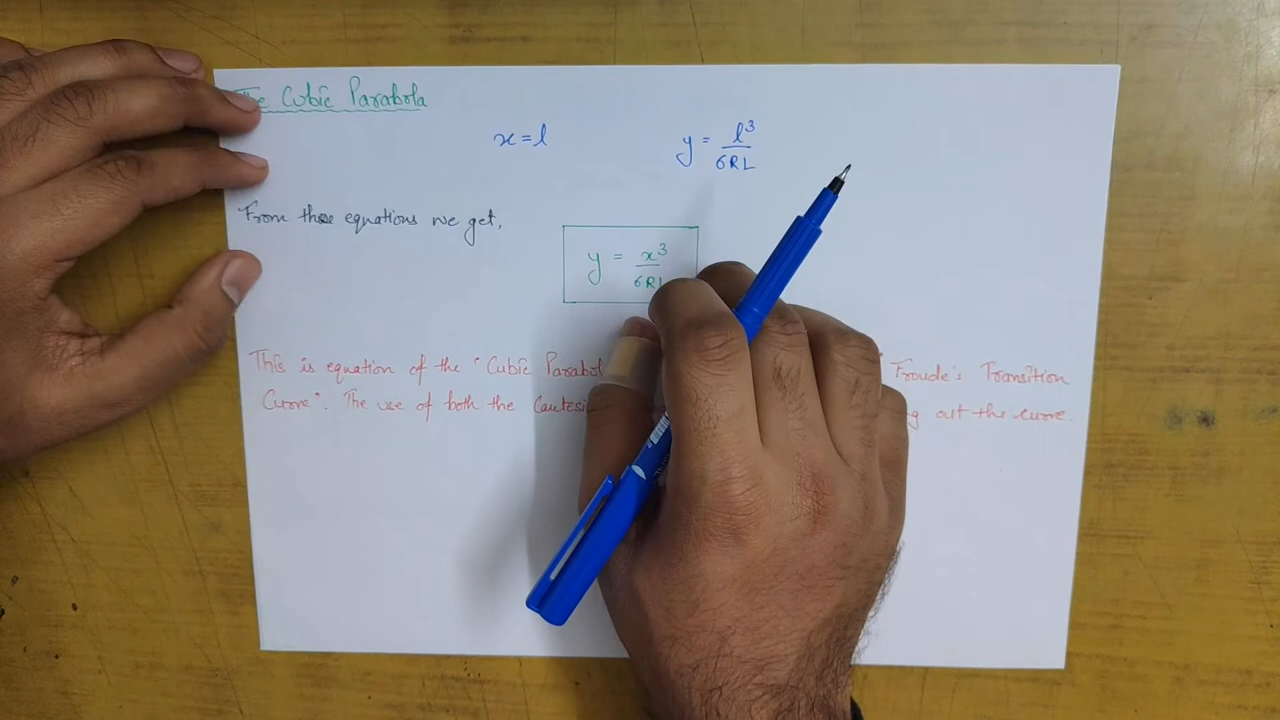 The Cubic Parabola
x = l y = l³/6RL
From these equations we get,
y = x³/6RL
This is equation of the "Cubic Parabola Froude's Transition
Curve". The use of both the Cartesi out the curve.